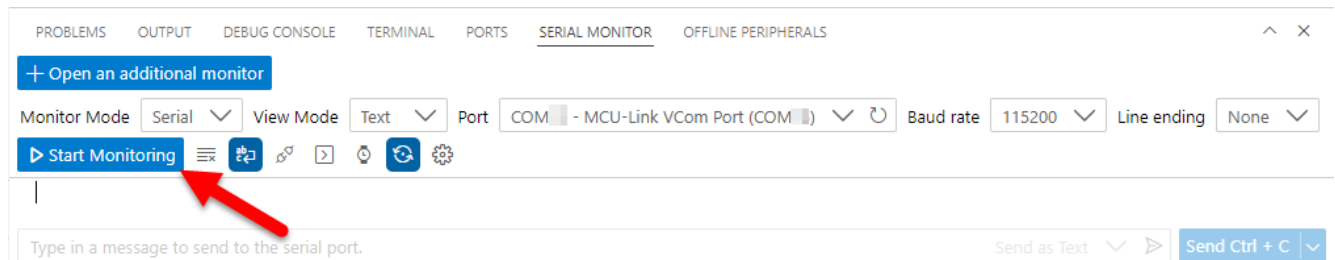 PROBLEMS OUTPUT DEBUG CONSOLE TERMINAL PORTS SERIAL MONITOR OFFLINE PERIPHERALS
+ Open an additional monitor
Monitor Mode Serial View Mode Text Port COM - MCU-Link VCom Port (COM ) Baud rate 115200 Line ending None
Start Monitoring
Type in a message to send to the serial port. Send as Text Send Ctrl + C